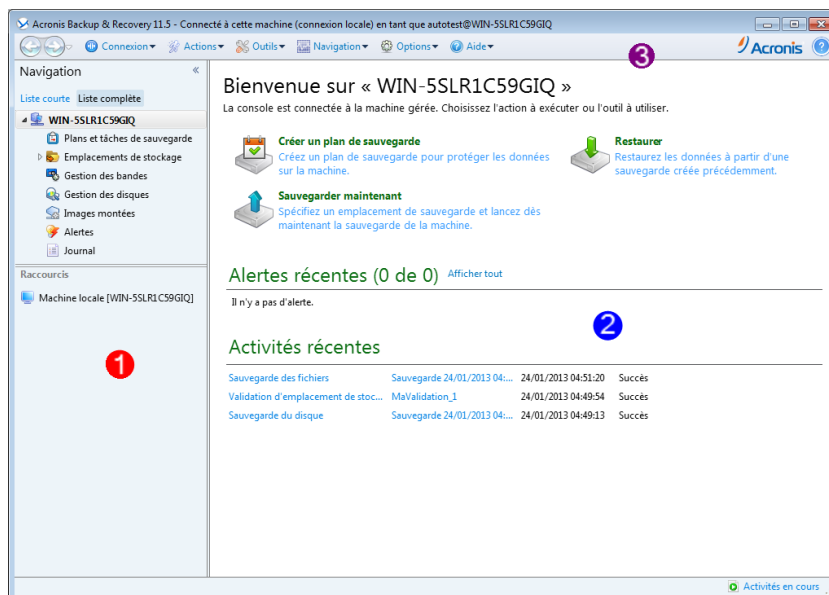 Acronis Backup & Recovery 11.5 - Connecté à cette machine (connexion locale) en tant que autotest@WIN-5SLR1C59GIQ
Connexion Actions Outils Navigation Options Aide
3
Acronis ?
Navigation «
Liste courte Liste complète
WIN-5SLR1C59GIQ
Plans et tâches de sauvegarde
Emplacements de stockage
Gestion des bandes
Gestion des disques
Images montées
Alertes
Journal
Raccourcis
Machine locale [WIN-5SLR1C59GIQ]
1
Bienvenue sur « WIN-5SLR1C59GIQ »
La console est connectée à la machine gérée. Choisissez l'action à exécuter ou l'outil à utiliser.
Créer un plan de sauvegarde
Créez un plan de sauvegarde pour protéger les données
sur la machine.
Restaurer
Restaurez les données à partir d'une
sauvegarde créée précédemment.
Sauvegarder maintenant
Spécifiez un emplacement de sauvegarde et lancez dès
maintenant la sauvegarde de la machine.
Alertes récentes (0 de 0) Afficher tout
Il n'y a pas d'alerte.
2
Activités récentes
Sauvegarde des fichiers Sauvegarde 24/01/2013 04:... 24/01/2013 04:51:20 Succès
Validation d'emplacement de stoc... MaValidation_1 24/01/2013 04:49:54 Succès
Sauvegarde du disque Sauvegarde 24/01/2013 04:... 24/01/2013 04:49:13 Succès
Activités en cours